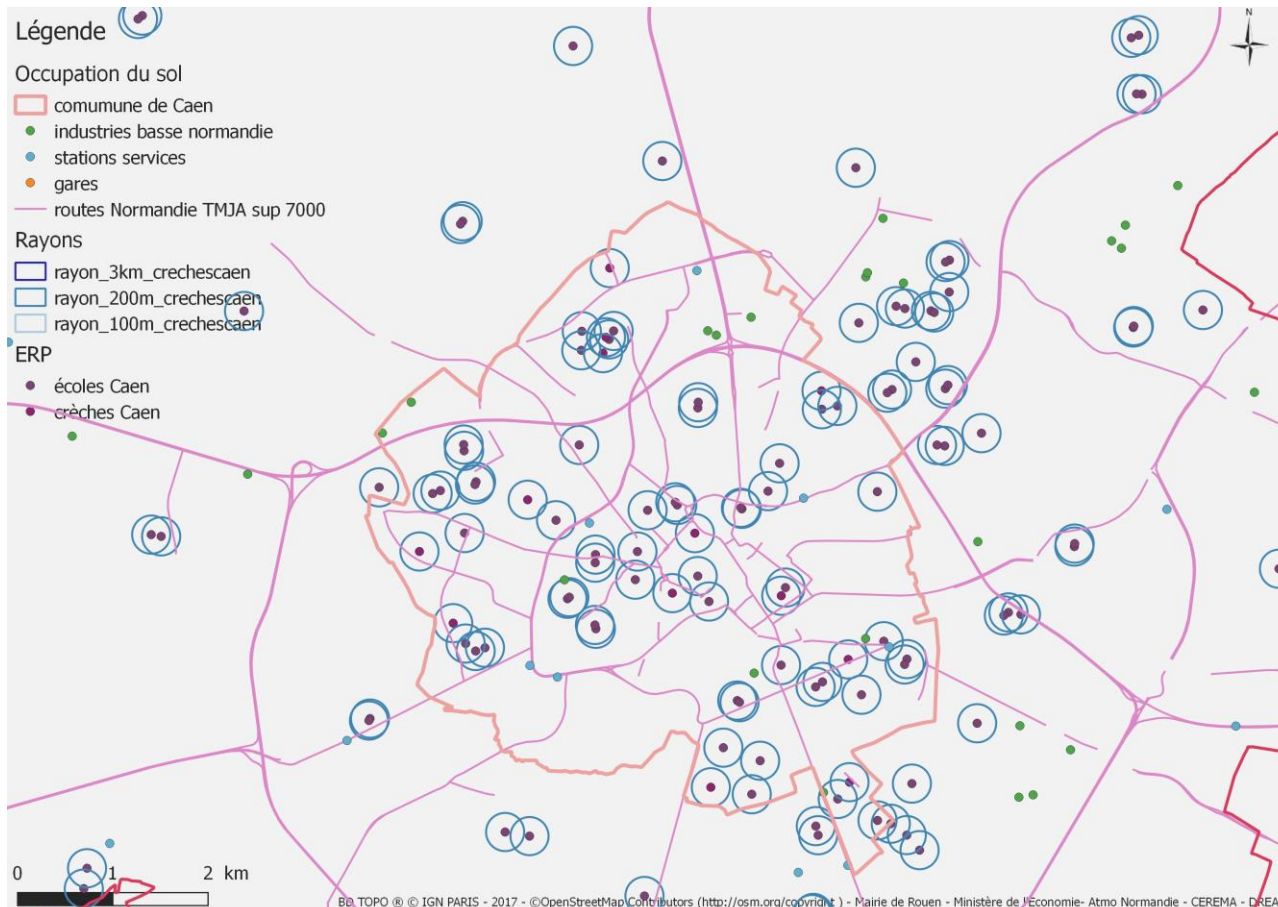 N
Légende
Occupation du sol
comumune de Caen
industries basse normandie
stations services
gares
routes Normandie TMJA sup 7000
Rayons
rayon_3km_crechescaen
rayon_200m_crechescaen
rayon_100m_crechescaen
ERP
écoles Caen
crèches Caen
0 1 2 km
BD TOPO ® © IGN PARIS - 2017 - ©OpenStreetMap Contributors (http://osm.org/copyright ) - Mairie de Rouen - Ministère de l'Économie- Atmo Normandie - CEREMA - DREA